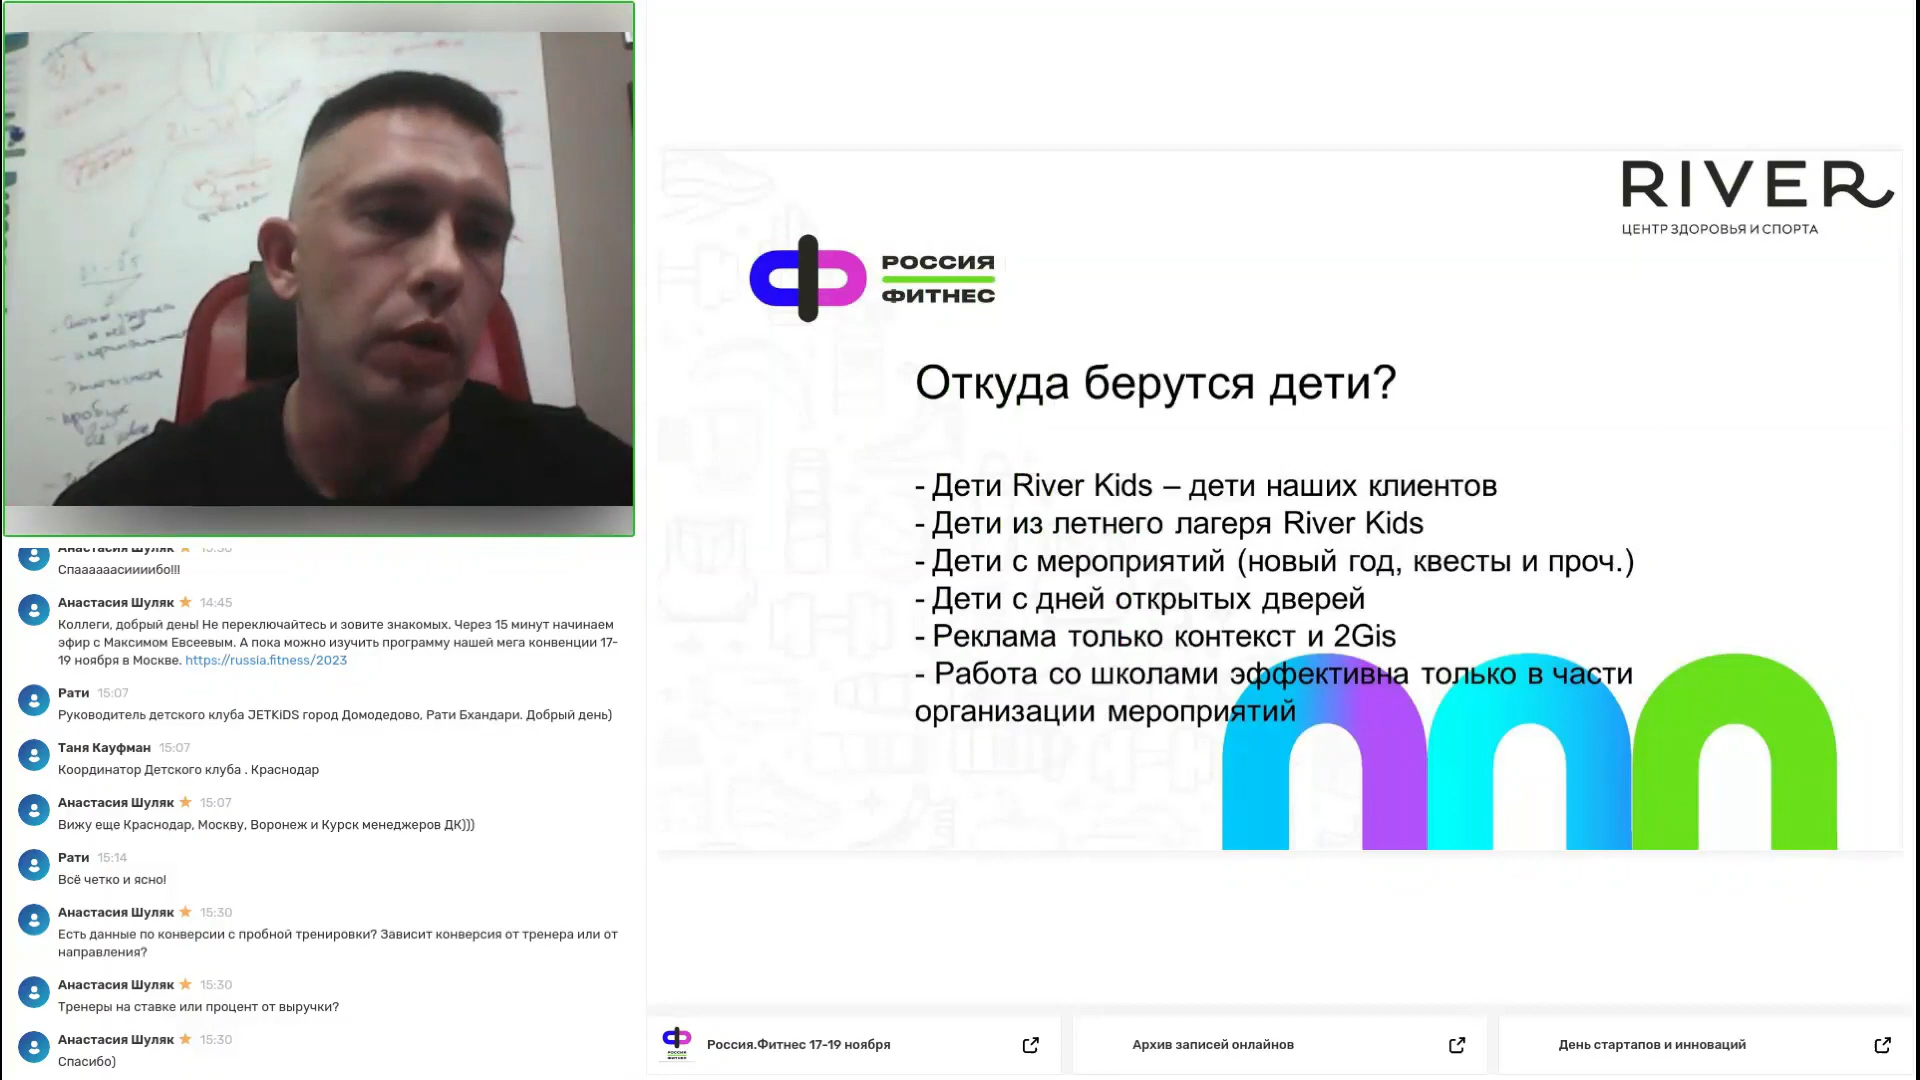 Анастасия Шуляк
Спаааааасиииибо!!!
Анастасия Шуляк 14:45
Коллеги, добрый день! Не переключайтесь и зовите знакомых. Через 15 минут начинаем
эфир с Максимом Евсеевым. А пока можно изучить программу нашей мега конвенции 17-
19 ноября в Москве. https://russia.fitness/2023
Рати 15:07
Руководитель детского клуба JETKiDS город Домодедово, Рати Бхандари. Добрый день)
Таня Кауфман 15:07
Координатор Детского клуба . Краснодар
Анастасия Шуляк 15:07
Вижу еще Краснодар, Москву, Воронеж и Курск менеджеров ДК)))
Рати 15:14
Всё четко и ясно!
Анастасия Шуляк 15:30
Есть данные по конверсии с пробной тренировки? Зависит конверсия от тренера или от
направления?
Анастасия Шуляк 15:30
Тренеры на ставке или процент от выручки?
Анастасия Шуляк 15:30
Спасибо)
RIVER
ЦЕНТР ЗДОРОВЬЯ И СПОРТА
РОССИЯ
ФИТНЕС
Откуда берутся дети?
- Дети River Kids – дети наших клиентов
- Дети из летнего лагеря River Kids
- Дети с мероприятий (новый год, квесты и проч.)
- Дети с дней открытых дверей
- Реклама только контекст и 2Gis
- Работа со школами эффективна только в части
организации мероприятий
Россия.Фитнес 17-19 ноября
Архив записей онлайнов
День стартапов и инноваций